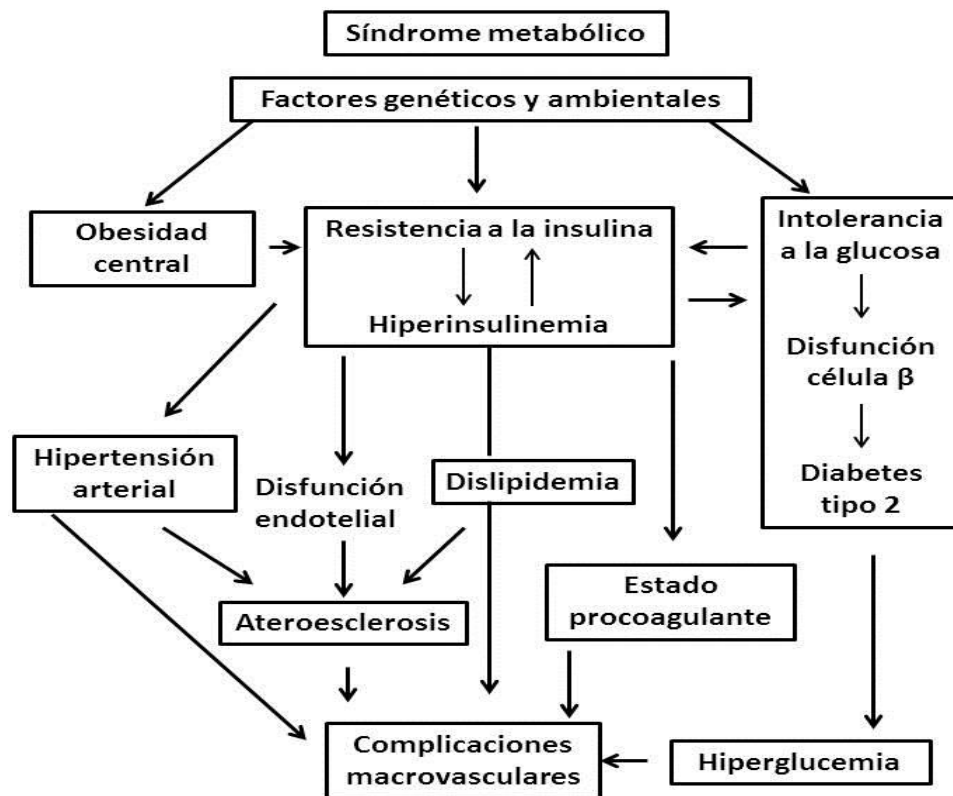 Síndrome metabólico
Factores genéticos y ambientales
Obesidad
central
Resistencia a la insulina
Hiperinsulinemia
Intolerancia
a la glucosa
Disfunción
célula β
Diabetes
tipo 2
Hipertensión
arterial
Disfunción
endotelial
Dislipidemia
Ateroesclerosis
Estado
procoagulante
Complicaciones
macrovasculares
Hiperglucemia